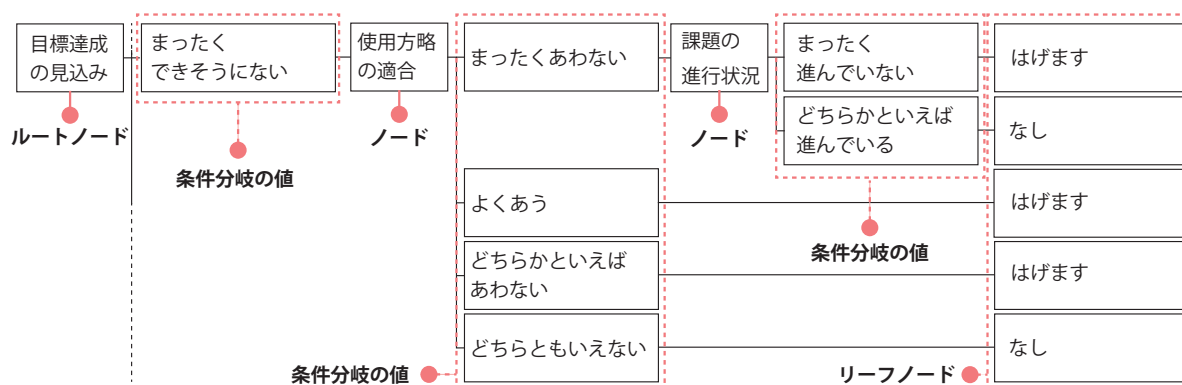 目標達成
の見込み
ルートノード
まったく
できそうにない
条件分岐の値
使用方略
の適合
ノード
まったくあわない
よくあう
どちらかといえば
あわない
どちらともいえない
条件分岐の値
課題の
進行状況
ノード
まったく
進んでいない
どちらかといえば
進んでいる
条件分岐の値
はげます
なし
はげます
はげます
なし
リーフノード